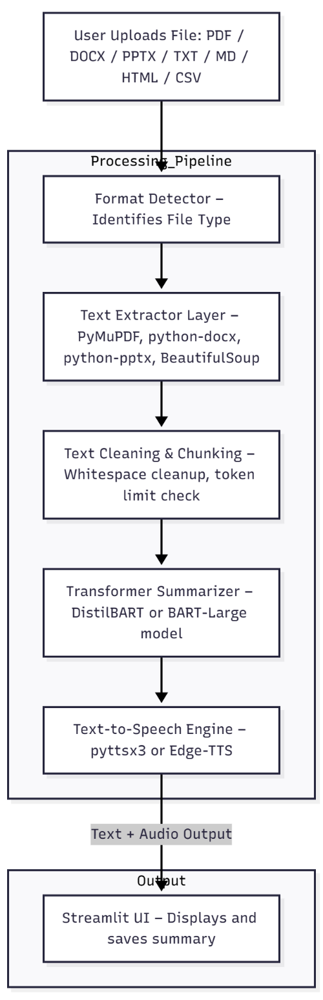 User Uploads File: PDF /
DOCX / PPTX / TXT / MD /
HTML / CSV
Processing_Pipeline
Format Detector –
Identifies File Type
Text Extractor Layer –
PyMuPDF, python-docx,
python-pptx, BeautifulSoup
Text Cleaning & Chunking –
Whitespace cleanup, token
limit check
Transformer Summarizer –
DistilBART or BART-Large
model
Text-to-Speech Engine –
pyttsx3 or Edge-TTS
Text + Audio Output
Output
Streamlit UI – Displays and
saves summary